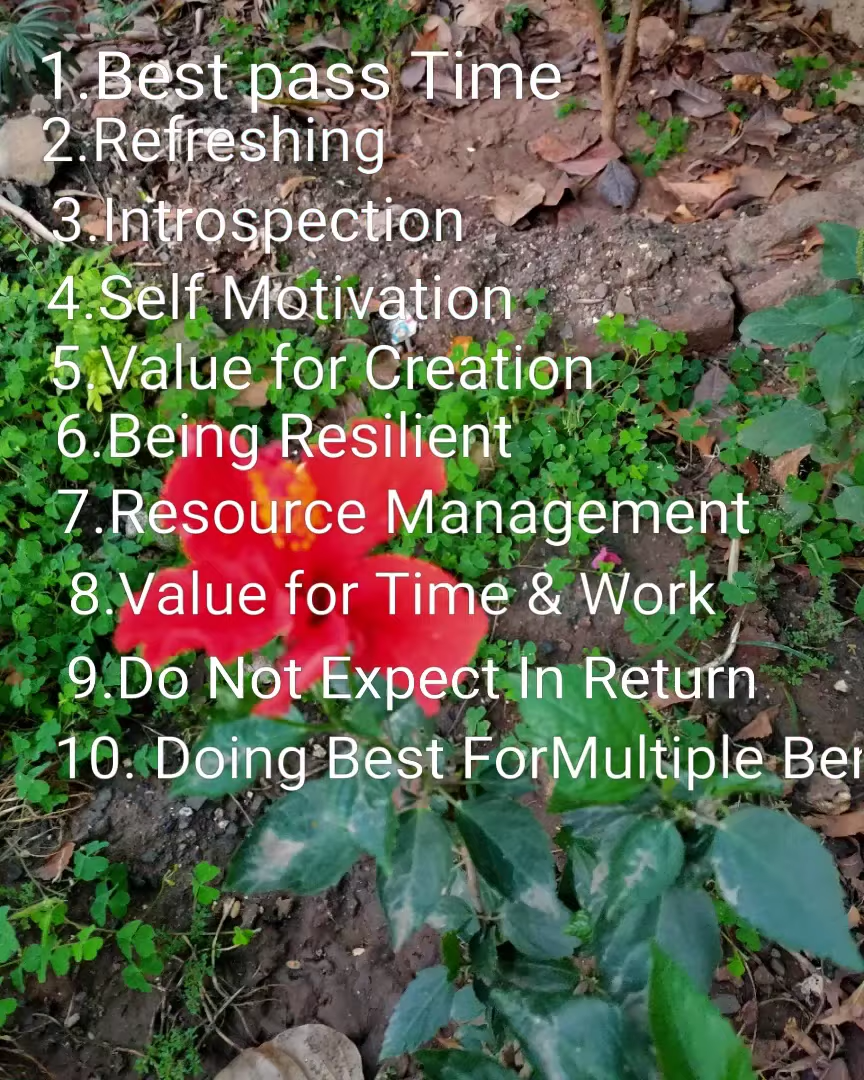 1.Best pass Time
2.Refreshing
3.Introspection
4.Self Motivation
5.Value for Creation
6.Being Resilient
7.Resource Management
8.Value for Time & Work
9.Do Not Expect In Return
10. Doing Best ForMultiple